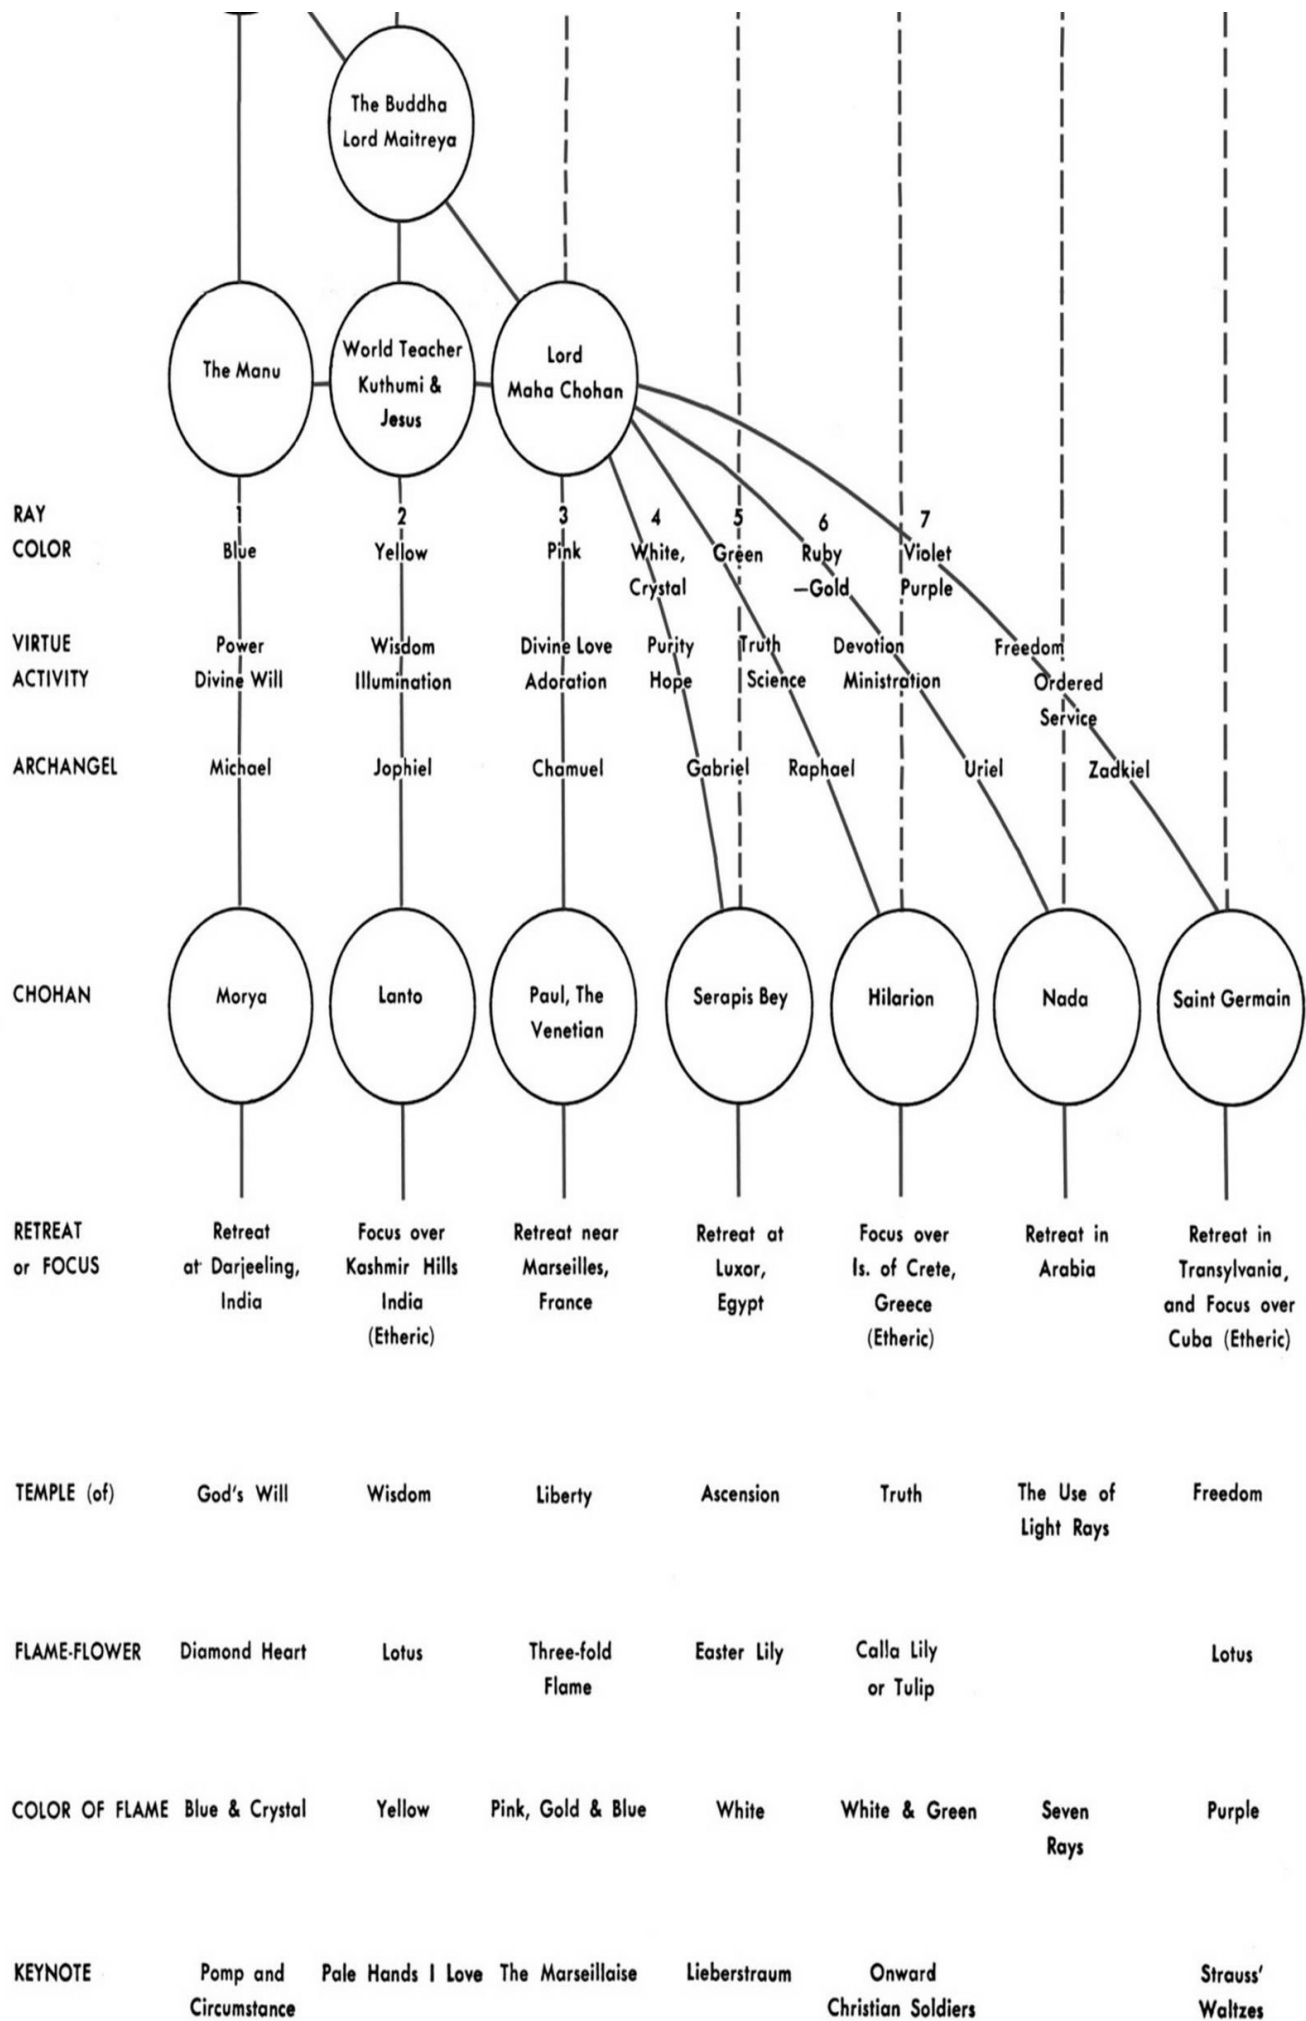 The Buddha
Lord Maitreya
The Manu
World Teacher
Kuthumi &
Jesus
Lord
Maha Chohan
RAY 1 2 3 4 5 6 7
COLOR Blue Yellow Pink White, Green Ruby Violet
Crystal —Gold Purple
VIRTUE Power Wisdom Divine Love Purity Truth Devotion Freedom
ACTIVITY Divine Will Illumination Adoration Hope Science Ministration Ordered
Service
ARCHANGEL Michael Jophiel Chamuel Gabriel Raphael Uriel Zadkiel
CHOHAN Morya Lanto Paul, The Serapis Bey Hilarion Nada Saint Germain
Venetian
RETREAT Retreat Focus over Retreat near Retreat at Focus over Retreat in Retreat in
or FOCUS at Darjeeling, Kashmir Hills Marseilles, Luxor, Is. of Crete, Arabia Transylvania,
India India France Egypt Greece and Focus over
(Etheric) (Etheric) Cuba (Etheric)
TEMPLE (of) God's Will Wisdom Liberty Ascension Truth The Use of Freedom
Light Rays
FLAME-FLOWER Diamond Heart Lotus Three-fold Easter Lily Calla Lily Lotus
Flame or Tulip
COLOR OF FLAME Blue & Crystal Yellow Pink, Gold & Blue White White & Green Seven Purple
Rays
KEYNOTE Pomp and Pale Hands I Love The Marseillaise Lieberstraum Onward Strauss'
Circumstance Christian Soldiers Waltzes